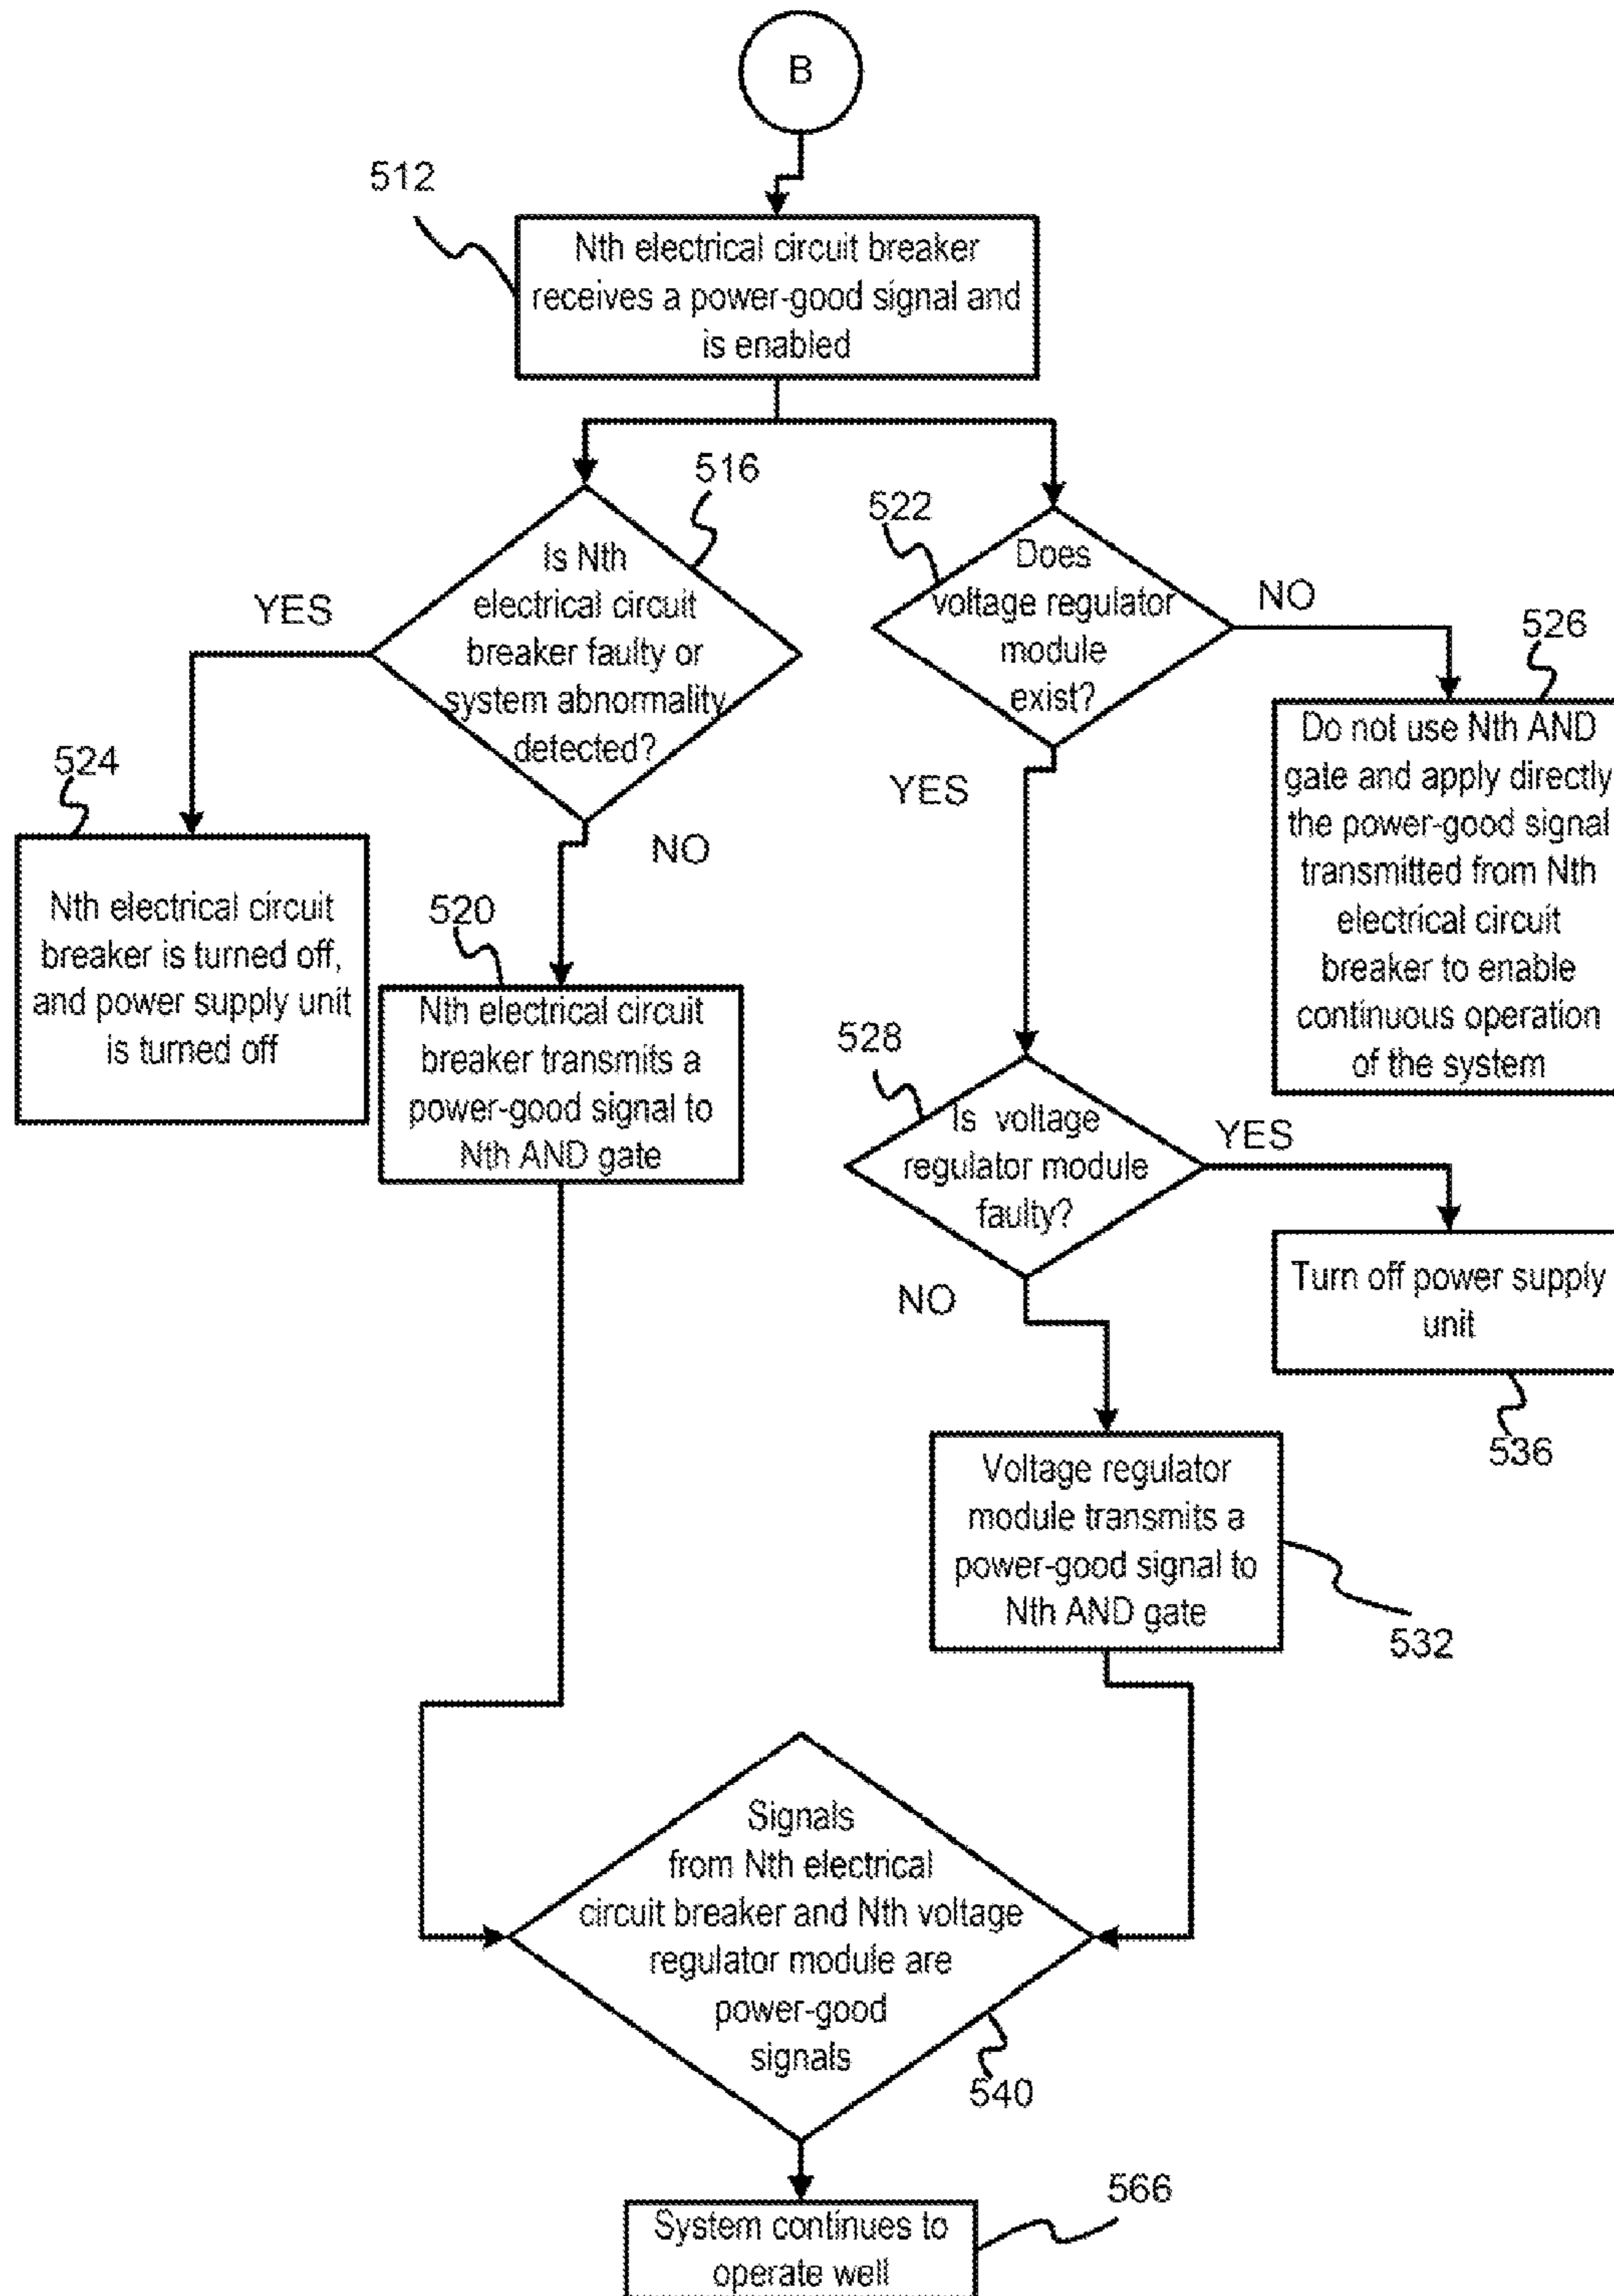 B
512
Nth electrical circuit breaker
receives a power-good signal and
is enabled
516
Is Nth
electrical circuit
breaker faulty or
system abnormality
detected?
YES
NO
522
Does
voltage regulator
module
exist?
NO
YES
526
Do not use Nth AND
gate and apply directly
the power-good signal
transmitted from Nth
electrical circuit
breaker to enable
continuous operation
of the system
524
Nth electrical circuit
breaker is turned off,
and power supply unit
is turned off
520
Nth electrical circuit
breaker transmits a
power-good signal to
Nth AND gate
528
Is voltage
regulator module
faulty?
YES
NO
Turn off power supply
unit
536
Voltage regulator
module transmits a
power-good signal to
Nth AND gate
532
Signals
from Nth electrical
circuit breaker and Nth voltage
regulator module are
power-good
signals
540
566
System continues to
operate well